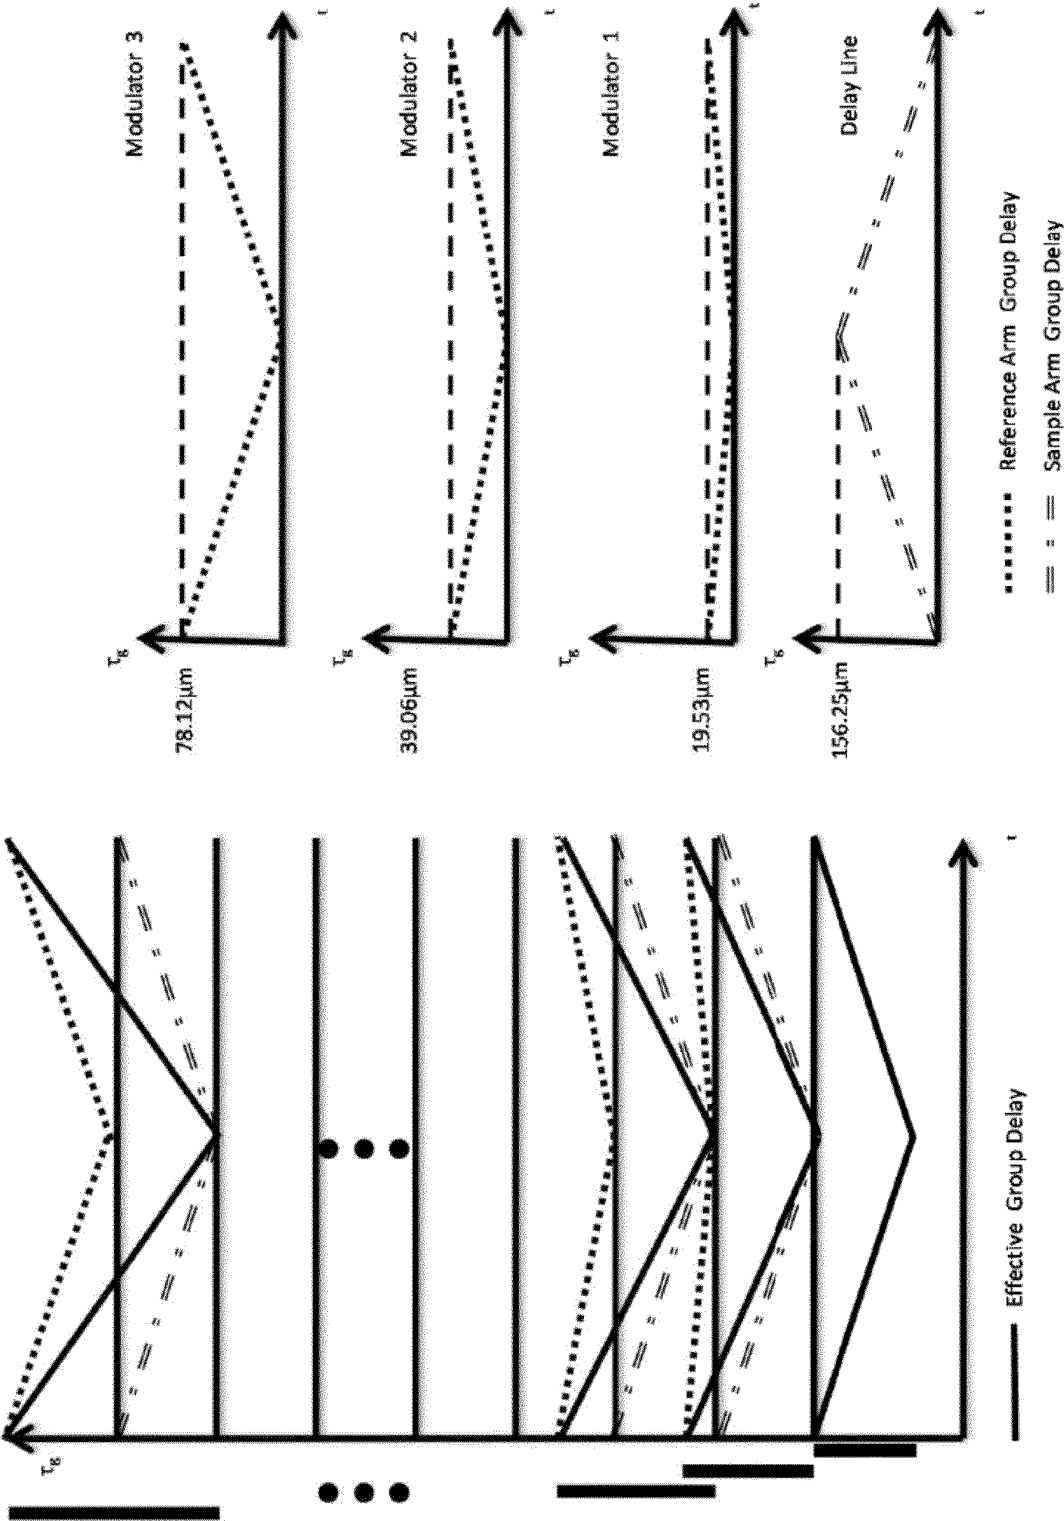 τg
78.12μm
Modulator 3
t
τg
39.06μm
Modulator 2
t
τg
19.53μm
Modulator 1
t
τg
156.25μm
Delay Line
t
Reference Arm Group Delay
Sample Arm Group Delay
τg
t
Effective Group Delay